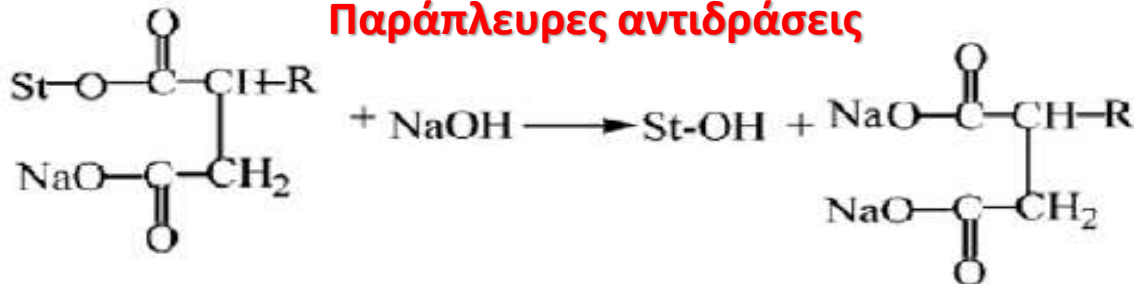 Παράπλευρες αντιδράσεις
O
St-O-C-CH-R
NaO-C-CH2
O
+ NaOH → St-OH +
O
NaO-C-CH-R
NaO-C-CH2
O